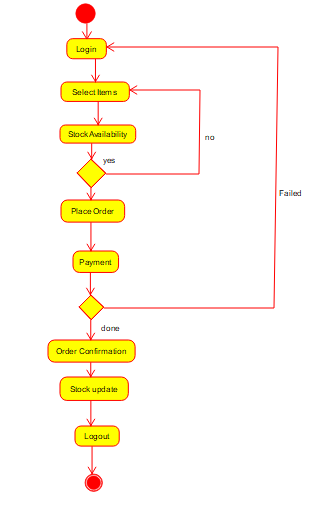 Login
Select Items
Stock Availability
no
yes
Failed
Place Order
Payment
done
Order Confirmation
Stock update
Logout